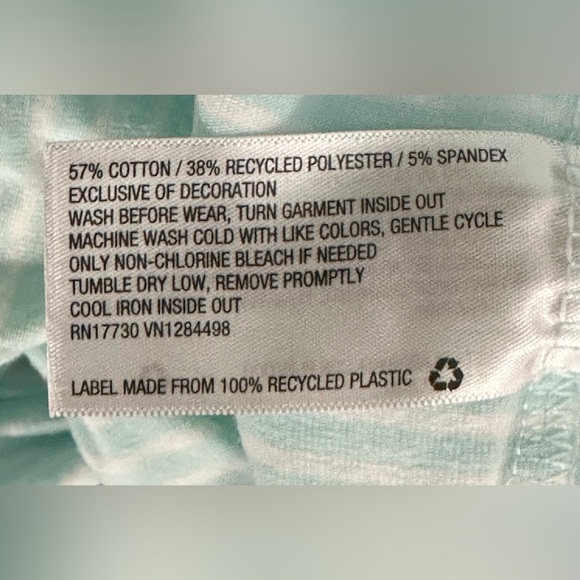 57% COTTON / 38% RECYCLED POLYESTER / 5% SPANDEX
EXCLUSIVE OF DECORATION
WASH BEFORE WEAR, TURN GARMENT INSIDE OUT
MACHINE WASH COLD WITH LIKE COLORS, GENTLE CYCLE
ONLY NON-CHLORINE BLEACH IF NEEDED
TUMBLE DRY LOW, REMOVE PROMPTLY
COOL IRON INSIDE OUT
RN17730 VN1284498
LABEL MADE FROM 100% RECYCLED PLASTIC